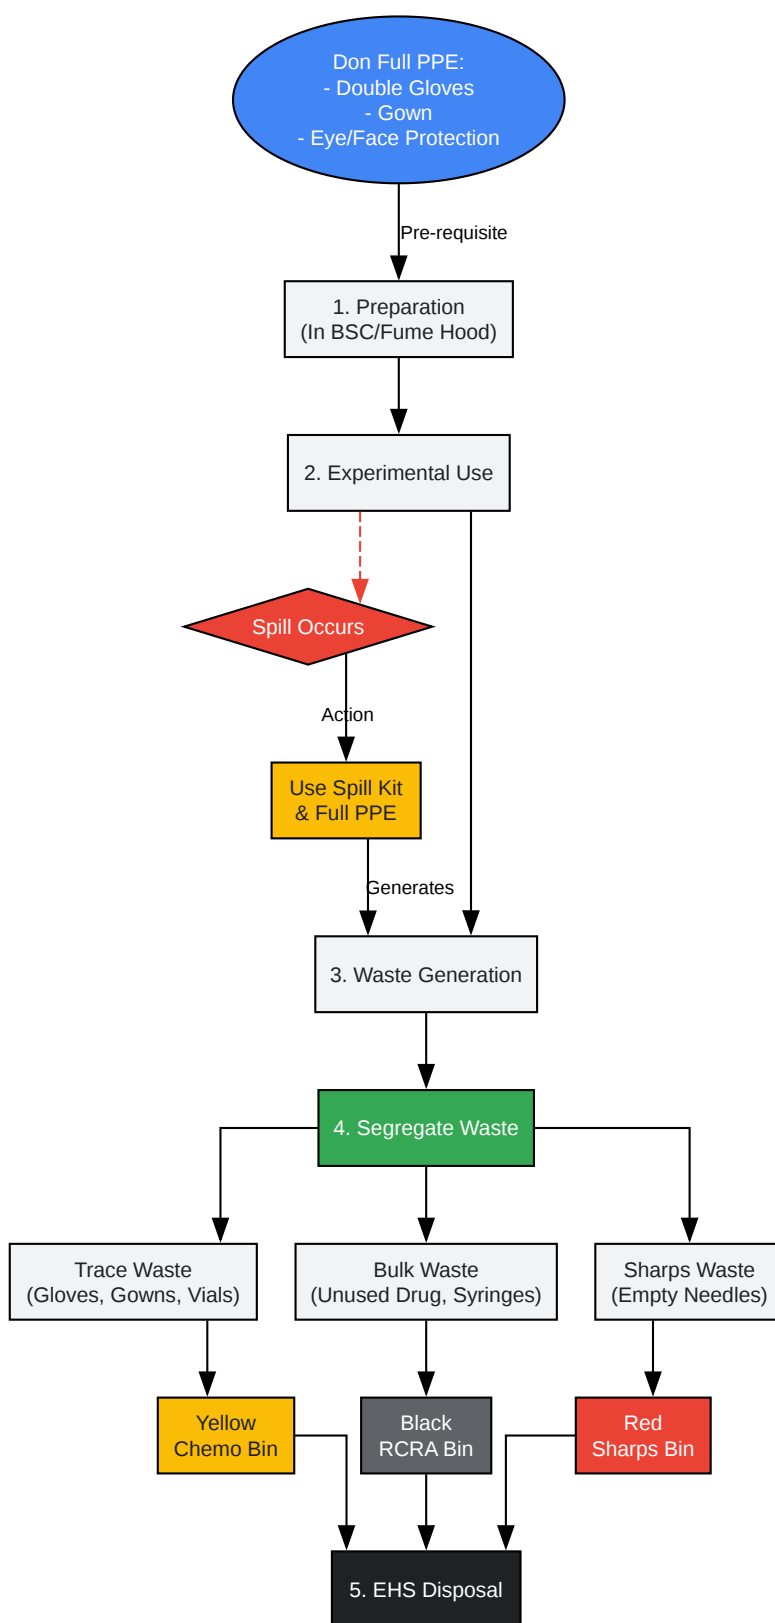 Don Full PPE:
- Double Gloves
- Gown
- Eye/Face Protection
Pre-requisite
1. Preparation
(In BSC/Fume Hood)
2. Experimental Use
Spill Occurs
Action
Use Spill Kit
& Full PPE
Generates
3. Waste Generation
4. Segregate Waste
Trace Waste
(Gloves, Gowns, Vials)
Bulk Waste
(Unused Drug, Syringes)
Sharps Waste
(Empty Needles)
Yellow
Chemo Bin
Black
RCRA Bin
Red
Sharps Bin
5. EHS Disposal